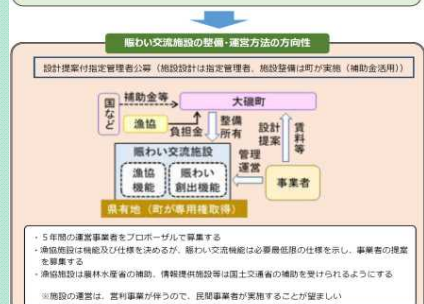 賑わい交流施設の整備・運営方法の方向性
設計提案付指定管理者公募（施設設計は指定管理者、施設整備は町が実施（補助金活用））
国など
補助金等
大磯町
漁協
負担金
整備
所有
設計
提案
賃料等
賑わい交流施設
管理
運営
漁協
機能
賑わい
創出機能
事業者
県有地（町が専用権取得）
・５年間の運営事業者をプロポーザルで募集する
・漁協施設は機能及び仕様を決めるが、賑わい交流機能は必要最低限の仕様を示し、事業者の提案
を募集する
・漁協施設は農林水産省の補助、情報提供施設等は国土交通省の補助を受けられるようにする
※施設の運営は、営利事業が伴うので、民間事業者が実施することが望ましい